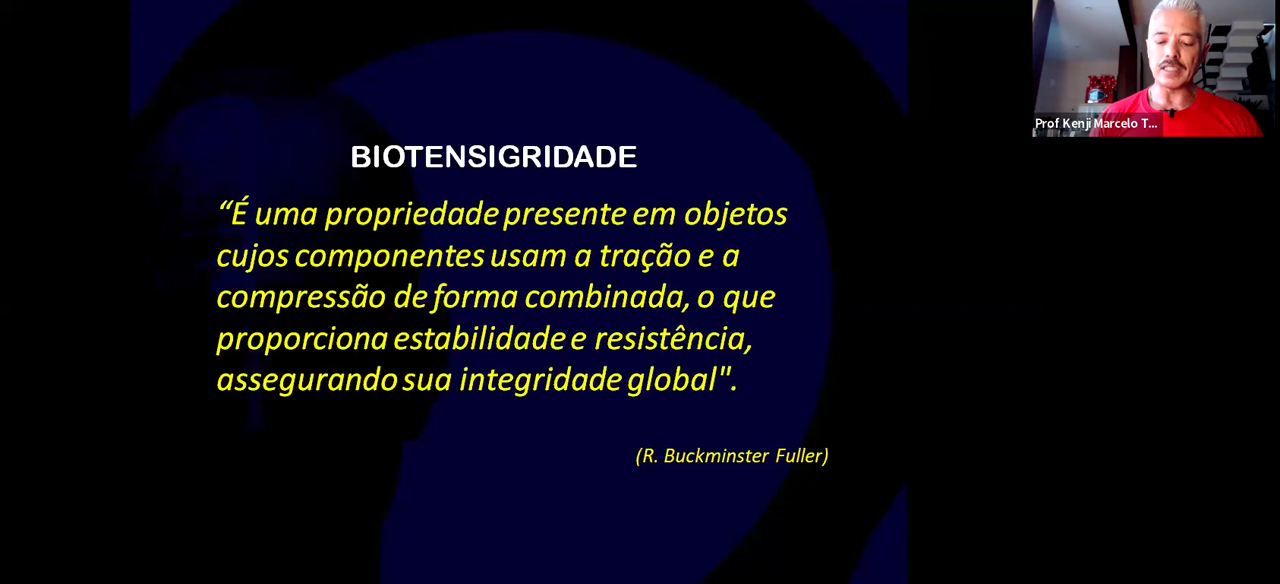 BIOTENSIGRIDADE
“É uma propriedade presente em objetos
cujos componentes usam a tração e a
compressão de forma combinada, o que
proporciona estabilidade e resistência,
assegurando sua integridade global".
(R. Buckminster Fuller)
Prof Kenji Marcelo T...